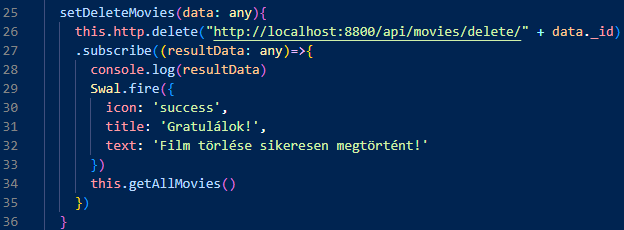 25 setDeleteMovies(data: any){
26 this.http.delete("http://localhost:8800/api/movies/delete/" + data._id)
27 .subscribe((resultData: any)=>{
28 console.log(resultData)
29 Swal.fire({
30 icon: 'success',
31 title: 'Gratulálok!',
32 text: 'Film törlése sikeresen megtörtént!'
33 })
34 this.getAllMovies()
35 })
36 }